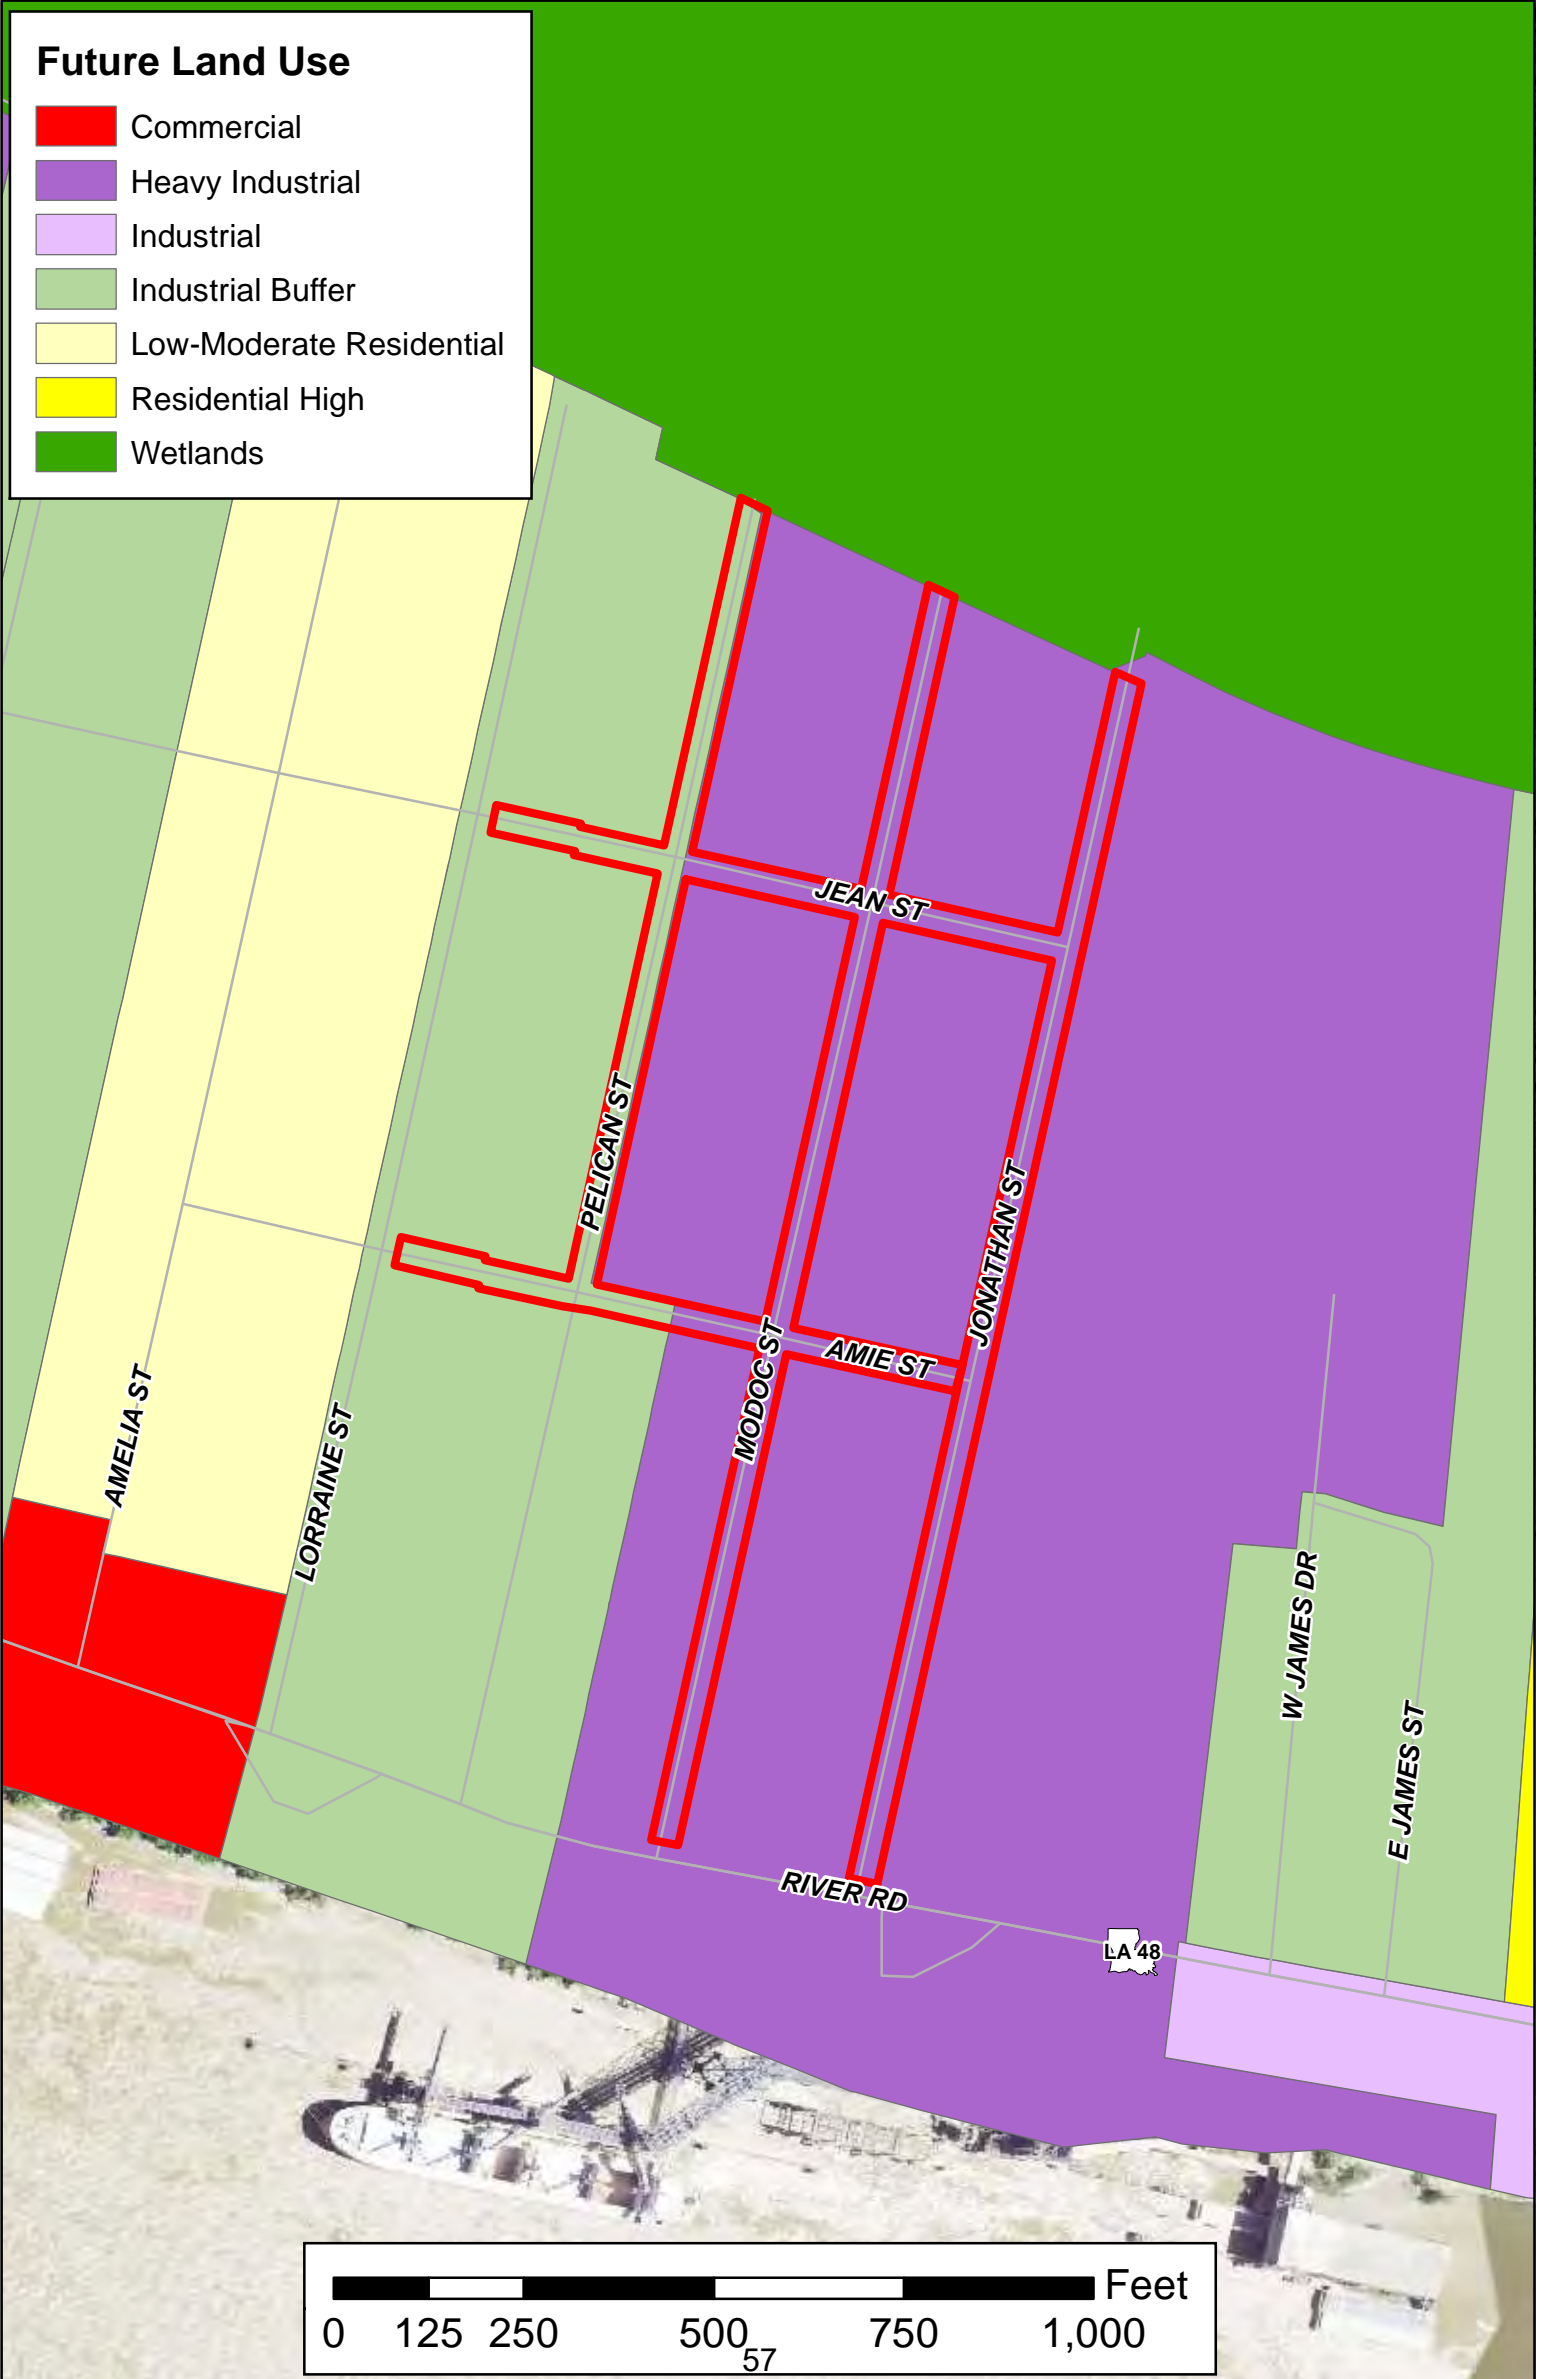 Future Land Use
Commercial
Heavy Industrial
Industrial
Industrial Buffer
Low-Moderate Residential
Residential High
Wetlands
JEAN ST
PELICAN ST
JONATHAN ST
AMIE ST
MODOC ST
AMELIA ST
LORRAINE ST
W JAMES DR
E JAMES ST
RIVER RD
LA 48
Feet
0 125 250 500 750 1,000
57